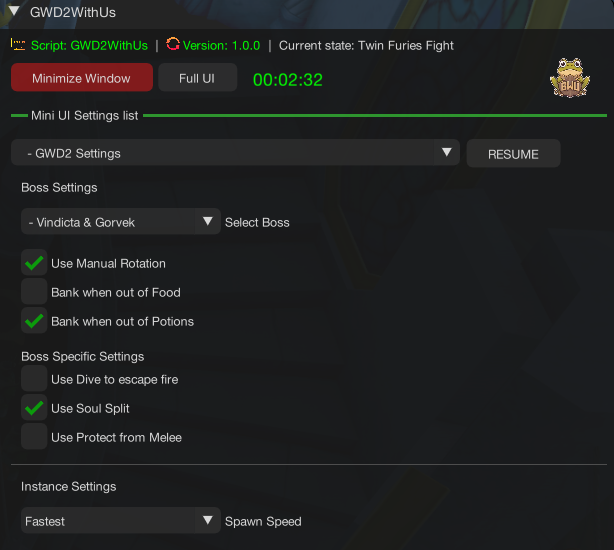 GWD2WithUs
Script: GWD2WithUs | Version: 1.0.0 | Current state: Twin Furies Fight
Minimize Window Full UI 00:02:32
BWU
Mini UI Settings list
- GWD2 Settings RESUME
Boss Settings
- Vindicta & Gorvek Select Boss
Use Manual Rotation
Bank when out of Food
Bank when out of Potions
Boss Specific Settings
Use Dive to escape fire
Use Soul Split
Use Protect from Melee
Instance Settings
Fastest Spawn Speed